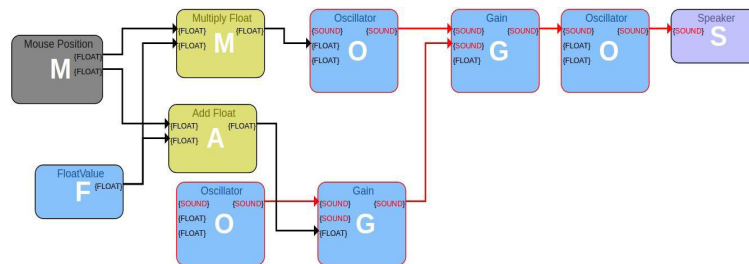 Mouse Position
{FLOAT}
{FLOAT}
M
Multiply Float
{FLOAT} {FLOAT}
{FLOAT}
M
Oscillator
{SOUND} {SOUND}
{FLOAT}
{FLOAT}
O
Gain
{SOUND} {SOUND}
{SOUND}
{FLOAT}
G
Oscillator
{SOUND} {SOUND}
{FLOAT}
{FLOAT}
O
Speaker
{SOUND}
S
Add Float
{FLOAT} {FLOAT}
{FLOAT}
A
FloatValue
{FLOAT}
F
Oscillator
{SOUND} {SOUND}
{FLOAT}
{FLOAT}
O
Gain
{SOUND} {SOUND}
{SOUND}
{FLOAT}
G